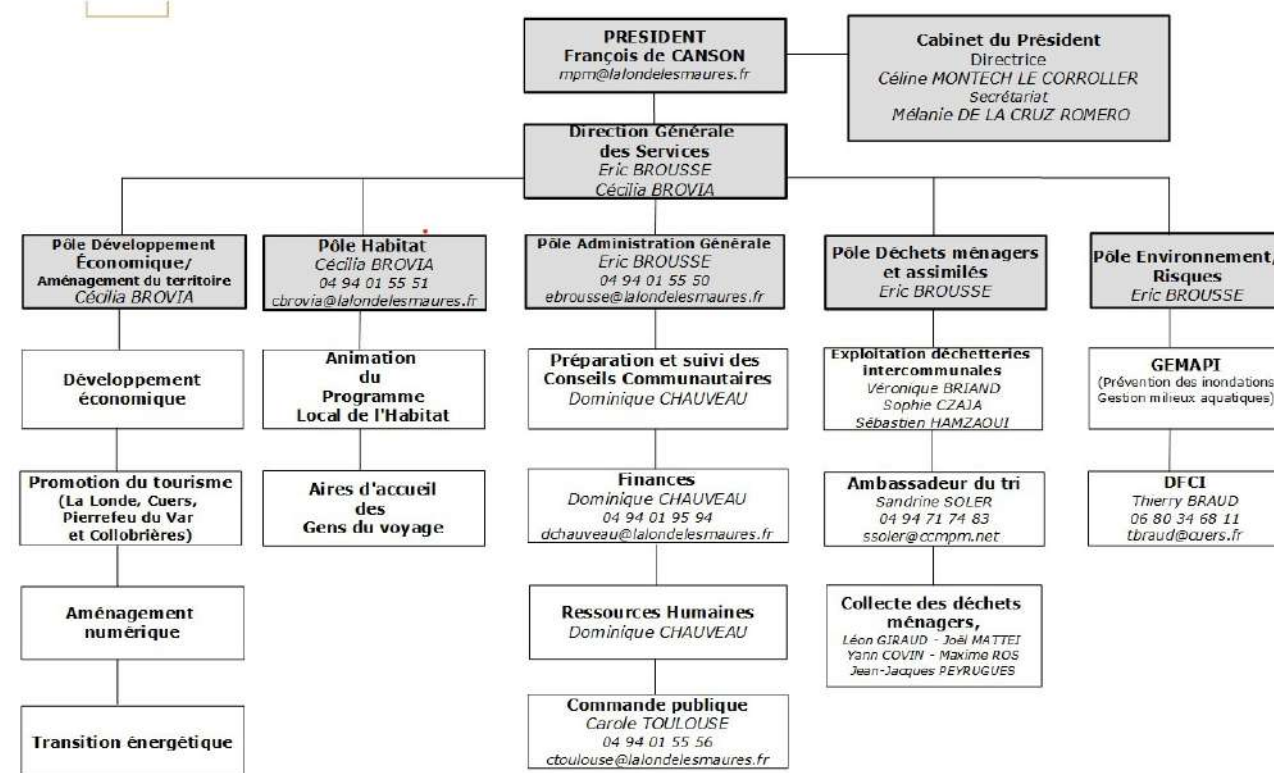 PRESIDENT
François de CANSON
mpm@lalondelesmaures.fr
Cabinet du Président
Directrice
Céline MONTECH LE CORROLLER
Secrétariat
Mélanie DE LA CRUZ ROMERO
Direction Générale
des Services
Eric BROUSSE
Cécilia BROVIA
Pôle Développement
Économique/
Aménagement du territoire
Cécilia BROVIA
Développement
économique
Promotion du tourisme
(La Londe, Cuers,
Pierrefeu du Var
et Collobrières)
Aménagement
numérique
Transition énergétique
Pôle Habitat
Cécilia BROVIA
04 94 01 55 51
cbrovia@lalondelesmaures.fr
Animation
du
Programme
Local de l'Habitat
Aires d'accueil
des
Gens du voyage
Pôle Administration Générale
Eric BROUSSE
04 94 01 55 50
ebrousse@lalondelesmaures.fr
Préparation et suivi des
Conseils Communautaires
Dominique CHAUVEAU
Finances
Dominique CHAUVEAU
04 94 01 95 94
dchauveau@lalondelesmaures.fr
Ressources Humaines
Dominique CHAUVEAU
Commande publique
Carole TOULOUSE
04 94 01 55 56
ctoulouse@lalondelesmaures.fr
Pôle Déchets ménagers
et assimilés
Eric BROUSSE
Exploitation déchetteries
intercommunales
Véronique BRIAND
Sophie CZAJA
Sébastien HAMZAOUI
Ambassadeur du tri
Sandrine SOLER
04 94 71 74 83
ssoler@ccmpm.net
Collecte des déchets
ménagers,
Léon GIRAUD - Joël MATTEI
Yann COVIN - Maxime ROS
Jean-Jacques PEYRUGUES
Pôle Environnement/
Risques
Eric BROUSSE
GEMAPI
(Prévention des inondations
Gestion milieux aquatiques)
DFCI
Thierry BRAUD
06 80 34 68 11
tbraud@cuers.fr